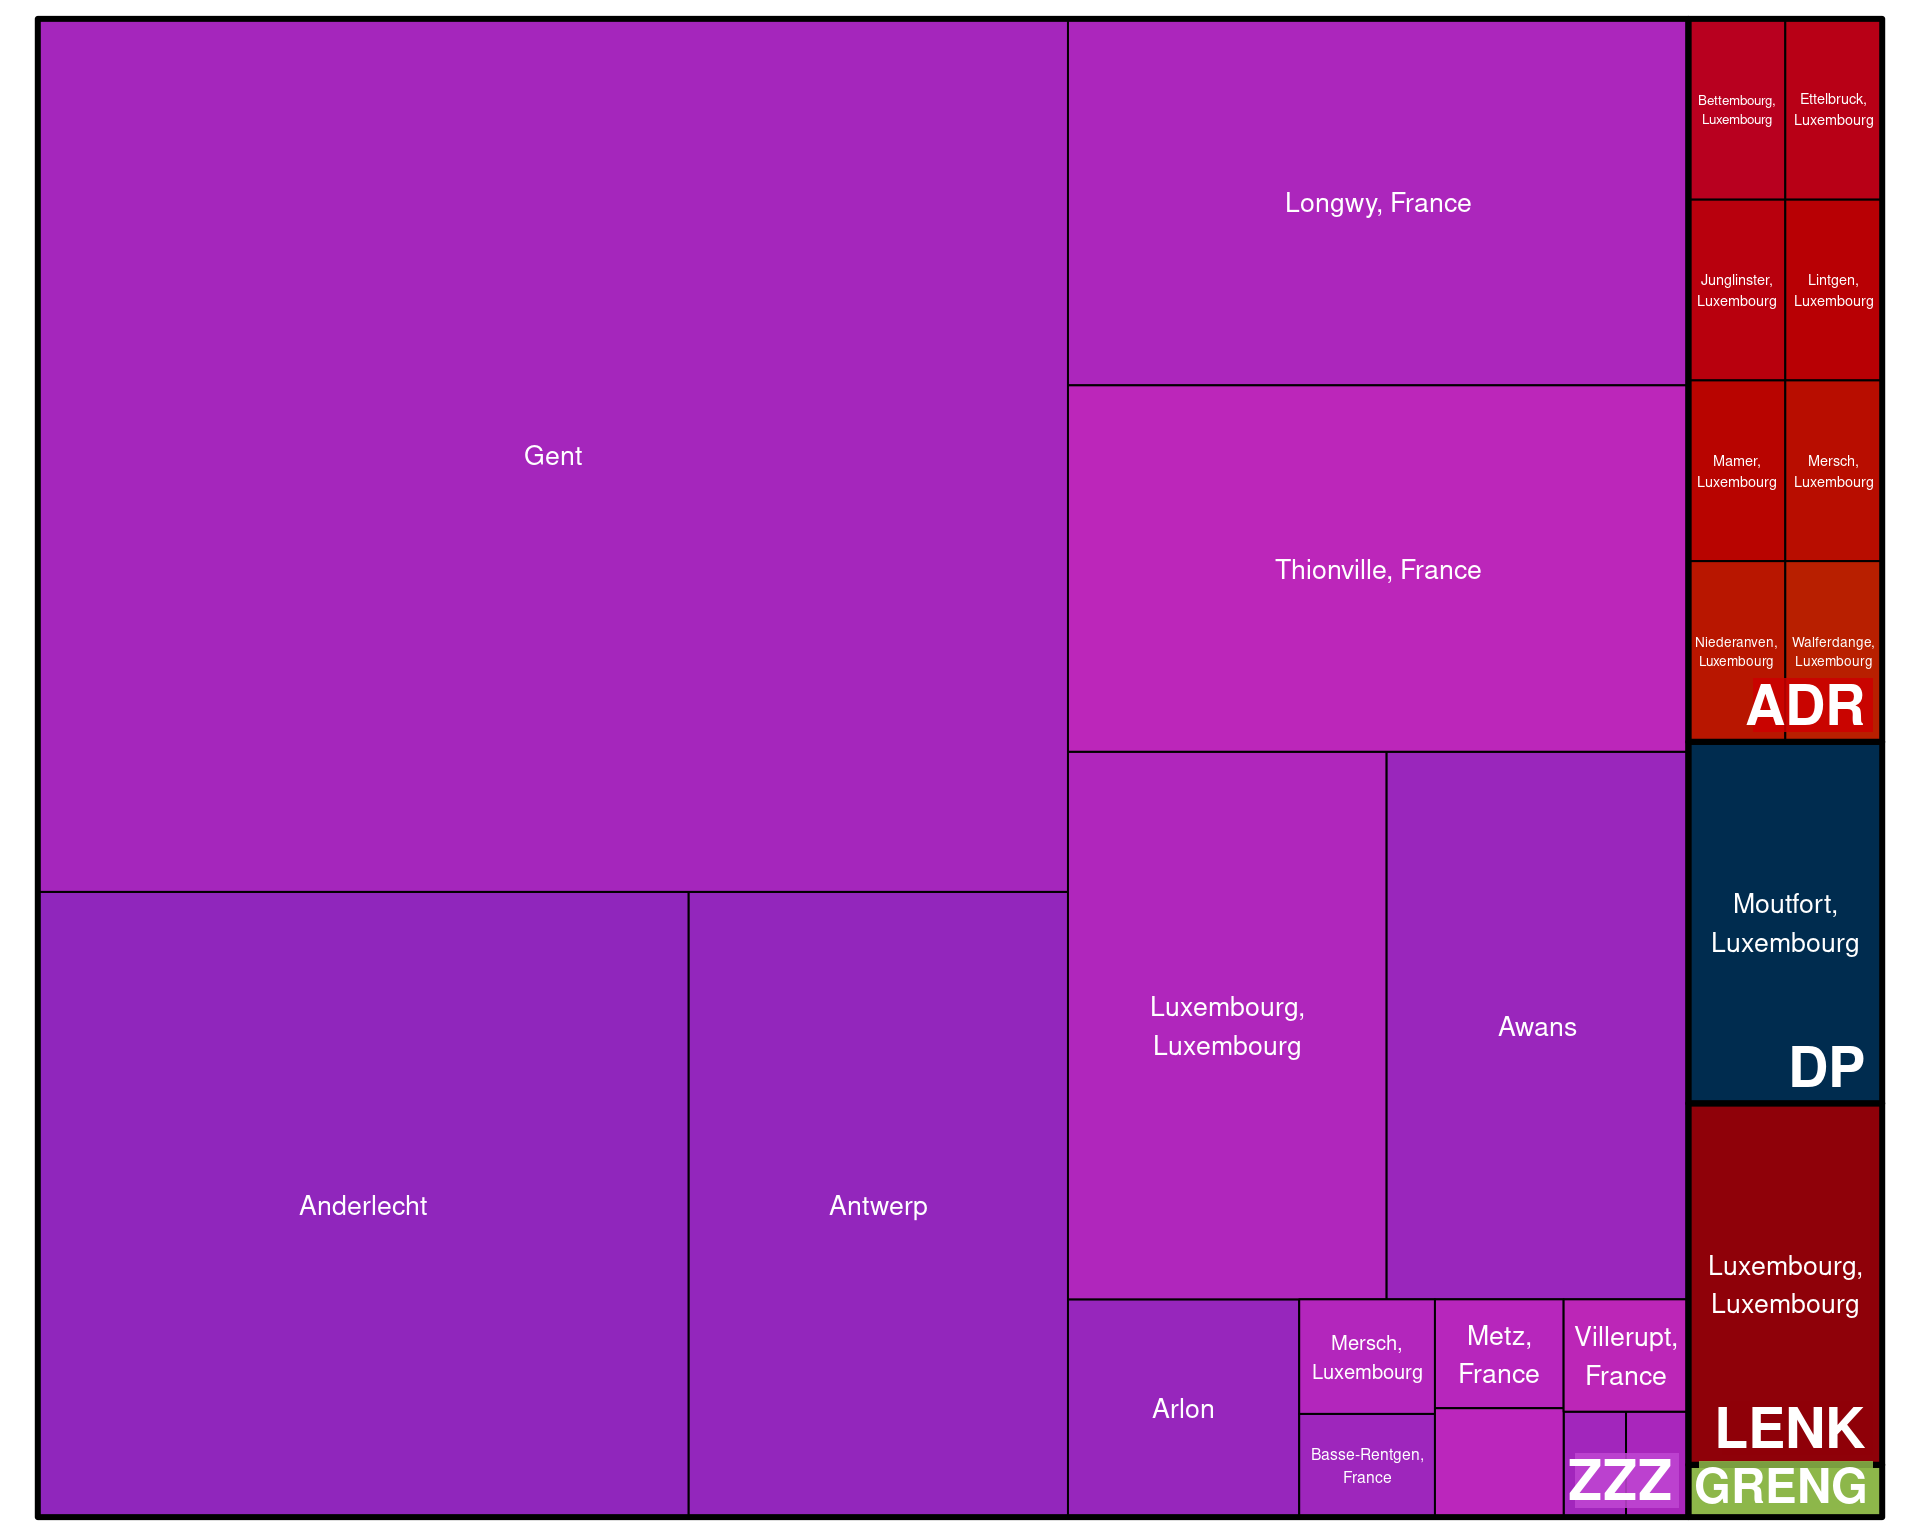 Gent
Anderlecht
Antwerp
Longwy, France
Thionville, France
Luxembourg,
Luxembourg
Awans
Arlon
Mersch,
Luxembourg
Basse-Rentgen,
France
Metz,
France
Villerupt,
France
ZZZ
Bettembourg,
Luxembourg
Ettelbruck,
Luxembourg
Junglinster,
Luxembourg
Lintgen,
Luxembourg
Mamer,
Luxembourg
Mersch,
Luxembourg
Niederanven,
Luxembourg
Walferdange,
Luxembourg
ADR
Moutfort,
Luxembourg
DP
Luxembourg,
Luxembourg
LENK
GRENG